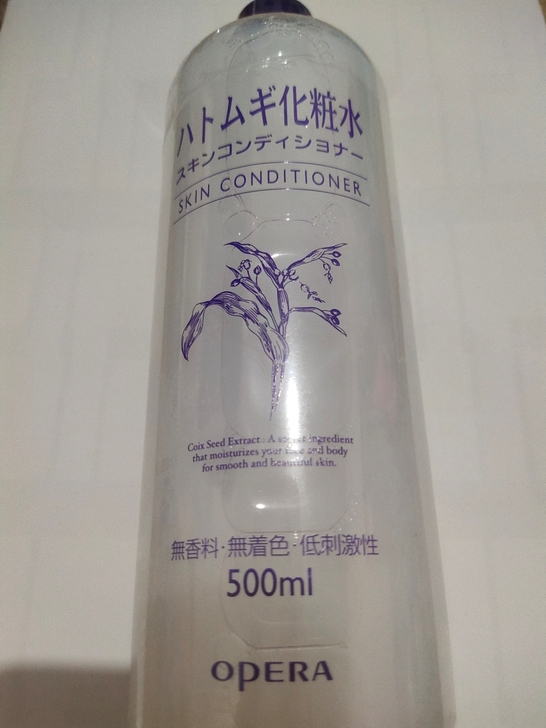 ハトムギ化粧水
スキンコンディショナー
SKIN CONDITIONER
Coix Seed Extract : A secret ingredient
that moisturizes your face and body
for smooth and beautiful skin.
無香料・無着色・低刺激性
500ml
OPERA